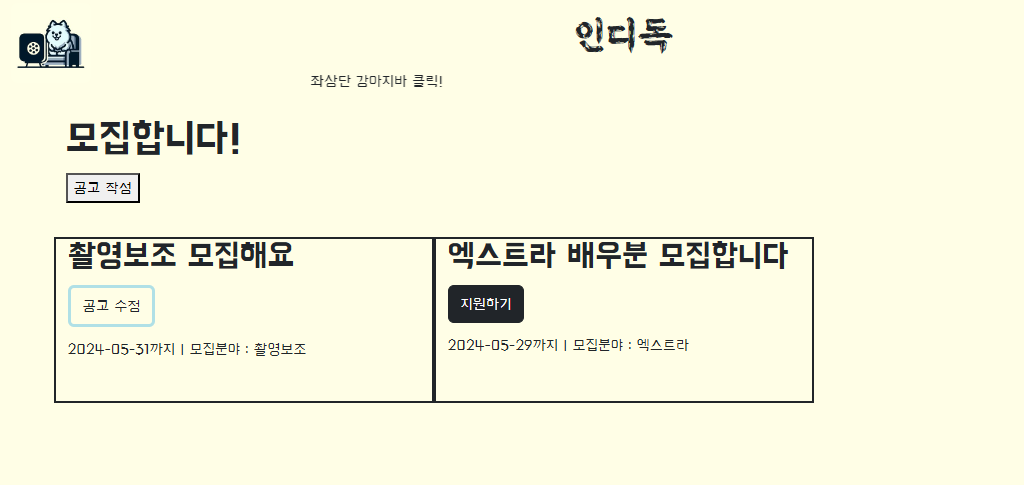 인디독
좌상단 강마지바 클릭!
모집합니다!
공고 작성
촬영보조 모집해요
공고 수정
2024-05-31까지 | 모집분야 : 촬영보조
엑스트라 배우분 모집합니다
지원하기
2024-05-29까지 | 모집분야 : 엑스트라